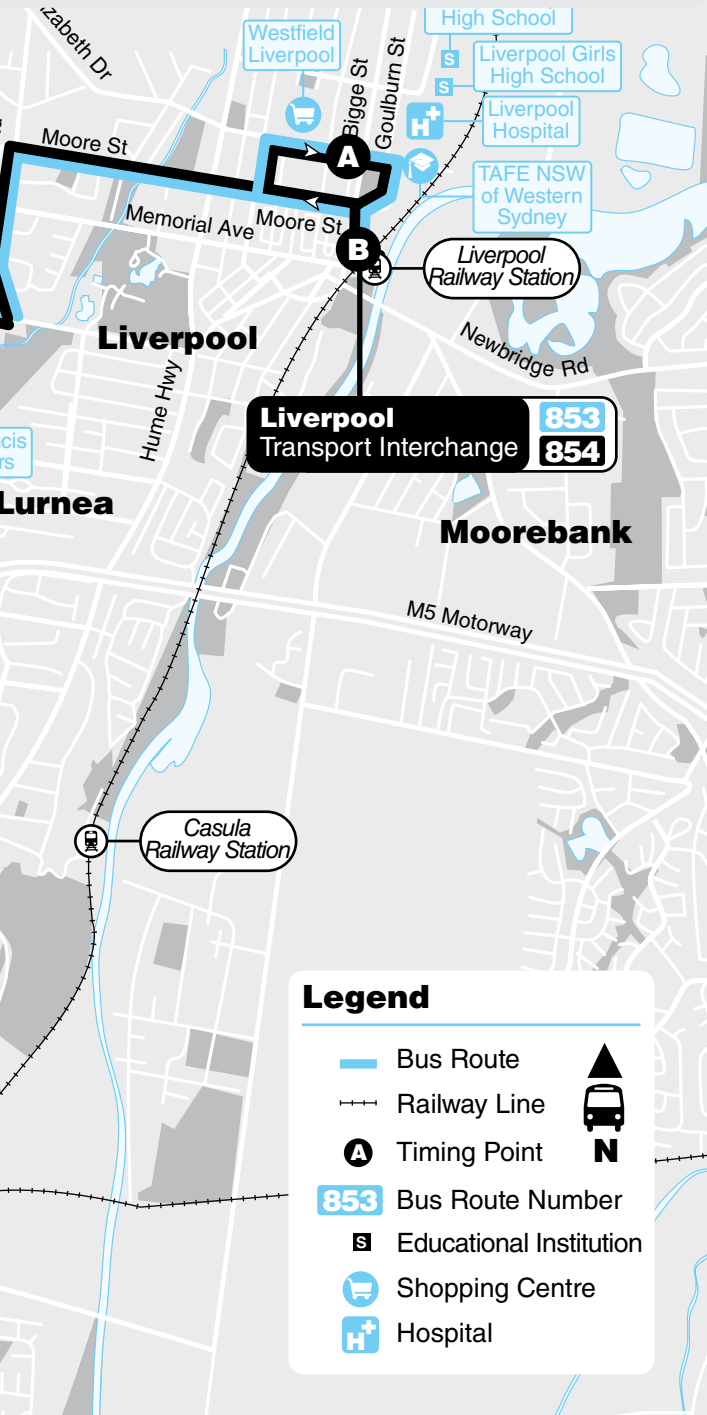 High School
Westfield
Liverpool
Liverpool Girls
High School
S
S
Bigge St
Goulburn St
Liverpool
Hospital
H
Moore St
A
TAFE NSW
of Western
Sydney
Memorial Ave
Moore St
B
Liverpool
Railway Station
Liverpool
Newbridge Rd
Hume Hwy
Liverpool
Transport Interchange
853
854
Lurnea
Moorebank
M5 Motorway
Casula
Railway Station
Legend
Bus Route
Railway Line
A
Timing Point
N
853
Bus Route Number
S
Educational Institution
Shopping Centre
H
Hospital